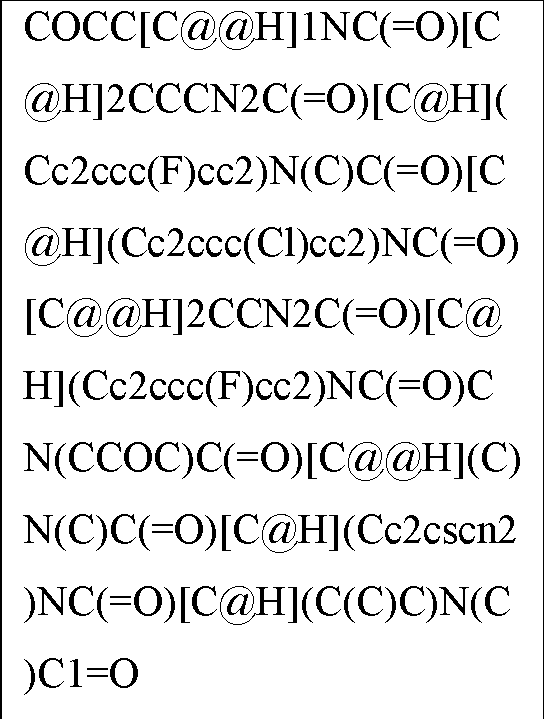 COCC[C@@H]1NC(=O)[C
@H]2CCCN2C(=O)[C@H](
Cc2ccc(F)cc2)N(C)C(=O)[C
@H](Cc2ccc(Cl)cc2)NC(=O)
[C@@H]2CCN2C(=O)[C@
H](Cc2ccc(F)cc2)NC(=O)C
N(CCOC)C(=O)[C@@H](C)
N(C)C(=O)[C@H](Cc2cscn2
)NC(=O)[C@H](C(C)C)N(C
)C1=O